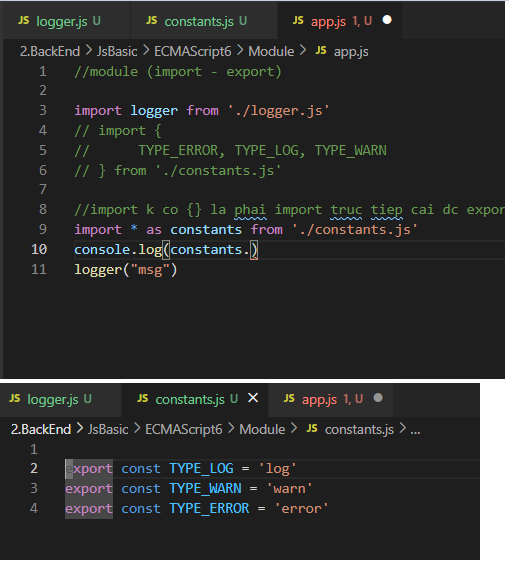 JS logger.js U JS constants.js U JS app.js 1, U
2.BackEnd > JsBasic > ECMAScript6 > Module > JS app.js
1 //module (import - export)
2
3 import logger from './logger.js'
4 // import {
5 //      TYPE_ERROR, TYPE_LOG, TYPE_WARN
6 // } from './constants.js'
7
8 //import k co {} la phai import truc tiep cai dc expor
9 import * as constants from './constants.js'
10 console.log(constants.)
11 logger("msg")
JS logger.js U JS constants.js U × JS app.js 1, U
2.BackEnd > JsBasic > ECMAScript6 > Module > JS constants.js > ...
1
2 export const TYPE_LOG = 'log'
3 export const TYPE_WARN = 'warn'
4 export const TYPE_ERROR = 'error'